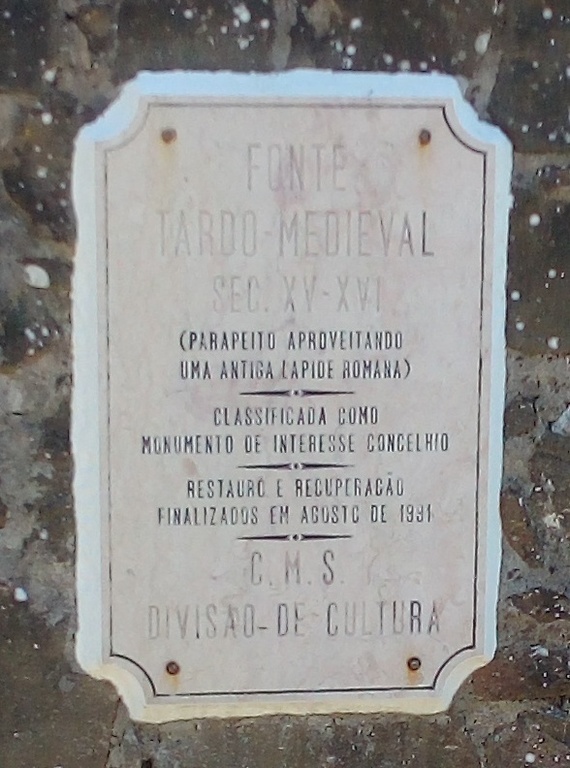 FONTE
TARDO-MEDIEVAL
SEC. XV-XVI
(PARAPEITO APROVEITANDO
UMA ANTIGA LAPIDE ROMANA)
CLASSIFICADA COMO
MONUMENTO DE INTERESSE CONCELHIO
RESTAURO E RECUPERAÇÃO
FINALIZADOS EM AGOSTO DE 1991
C. M. S.
DIVISÃO-DE CULTURA